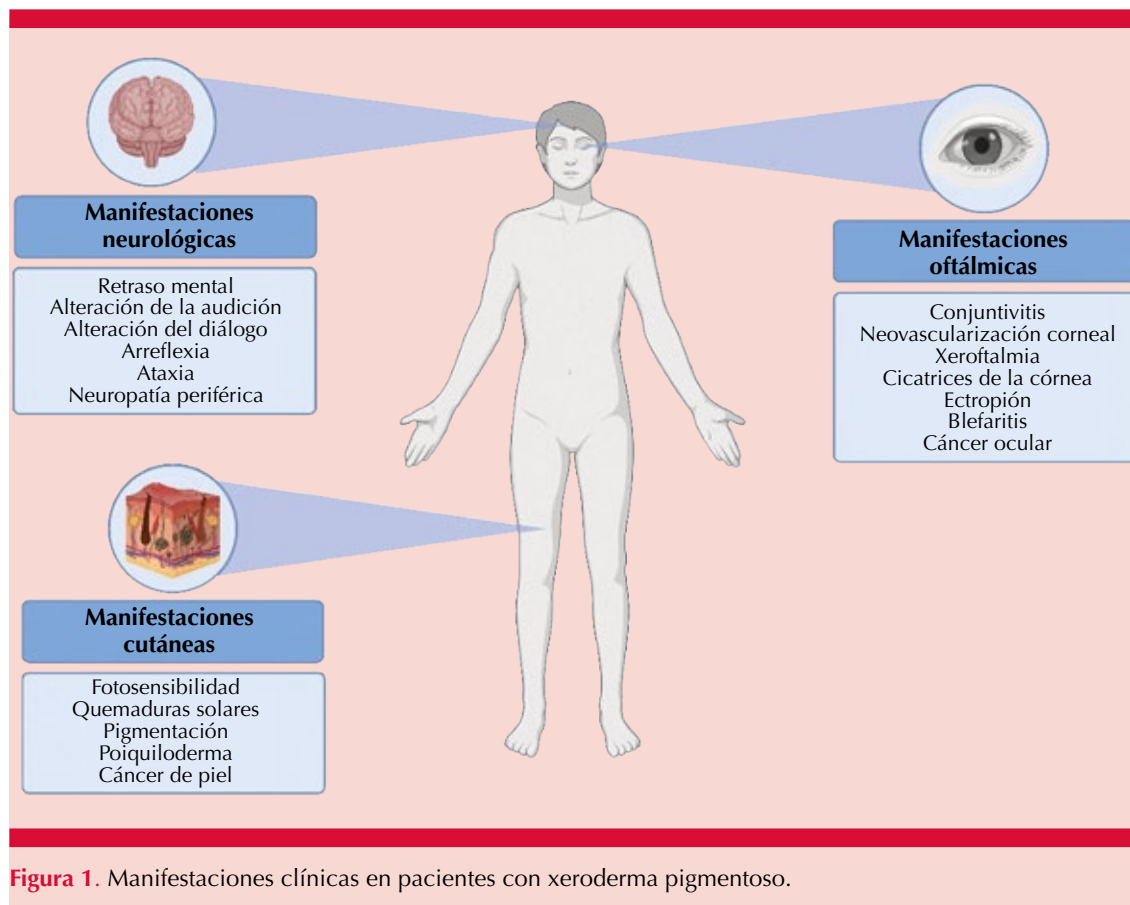 Manifestaciones
neurológicas
Retraso mental
Alteración de la audición
Alteración del diálogo
Arreflexia
Ataxia
Neuropatía periférica
Manifestaciones
oftálmicas
Conjuntivitis
Neovascularización corneal
Xeroftalmia
Cicatrices de la córnea
Ectropión
Blefaritis
Cáncer ocular
Manifestaciones
cutáneas
Fotosensibilidad
Quemaduras solares
Pigmentación
Poiquiloderma
Cáncer de piel
Figura 1. Manifestaciones clínicas en pacientes con xeroderma pigmentoso.